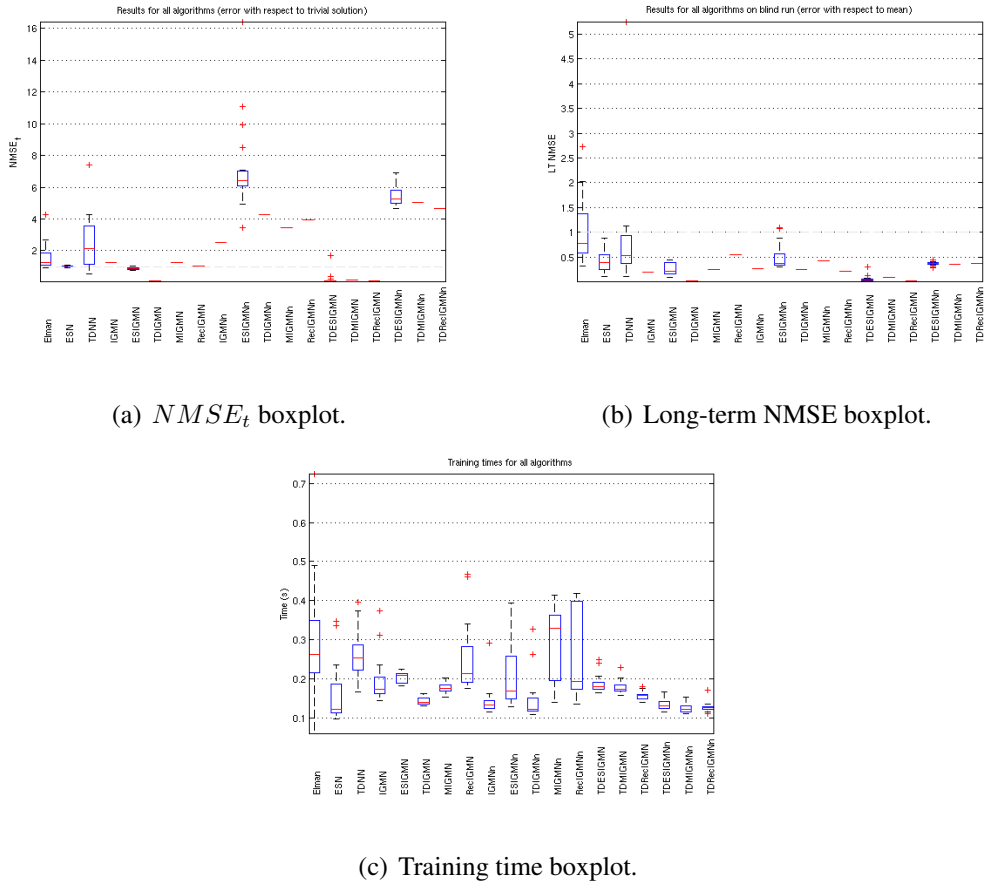 Results for all algorithms (error with respect to trivial solution)
16
14
12
10
8
6
4
2
NMSEt
Elman
ESN
TDNN
IGMN
ESIGMN
TDIGMN
MIGMN
RecIGMN
IGMNn
ESIGMNn
TDIGMNn
MIGMNn
RecIGMNn
TDESIGMN
TDMIGMN
TDRecIGMN
TDESIGMNn
TDMIGMNn
TDRecIGMNn
(a) NMSEt boxplot.
Results for all algorithms on blind run (error with respect to mean)
5
4.5
4
3.5
3
2.5
2
1.5
1
0.5
LT NMSE
Elman
ESN
TDNN
IGMN
ESIGMN
TDIGMN
MIGMN
RecIGMN
IGMNn
ESIGMNn
TDIGMNn
MIGMNn
RecIGMNn
TDESIGMN
TDMIGMN
TDRecIGMN
TDESIGMNn
TDMIGMNn
TDRecIGMNn
(b) Long-term NMSE boxplot.
Training times for all algorithms
0.7
0.6
0.5
0.4
0.3
0.2
0.1
Time (s)
Elman
ESN
TDNN
IGMN
ESIGMN
TDIGMN
MIGMN
RecIGMN
IGMNn
ESIGMNn
TDIGMNn
MIGMNn
RecIGMNn
TDESIGMN
TDMIGMN
TDRecIGMN
TDESIGMNn
TDMIGMNn
TDRecIGMNn
(c) Training time boxplot.